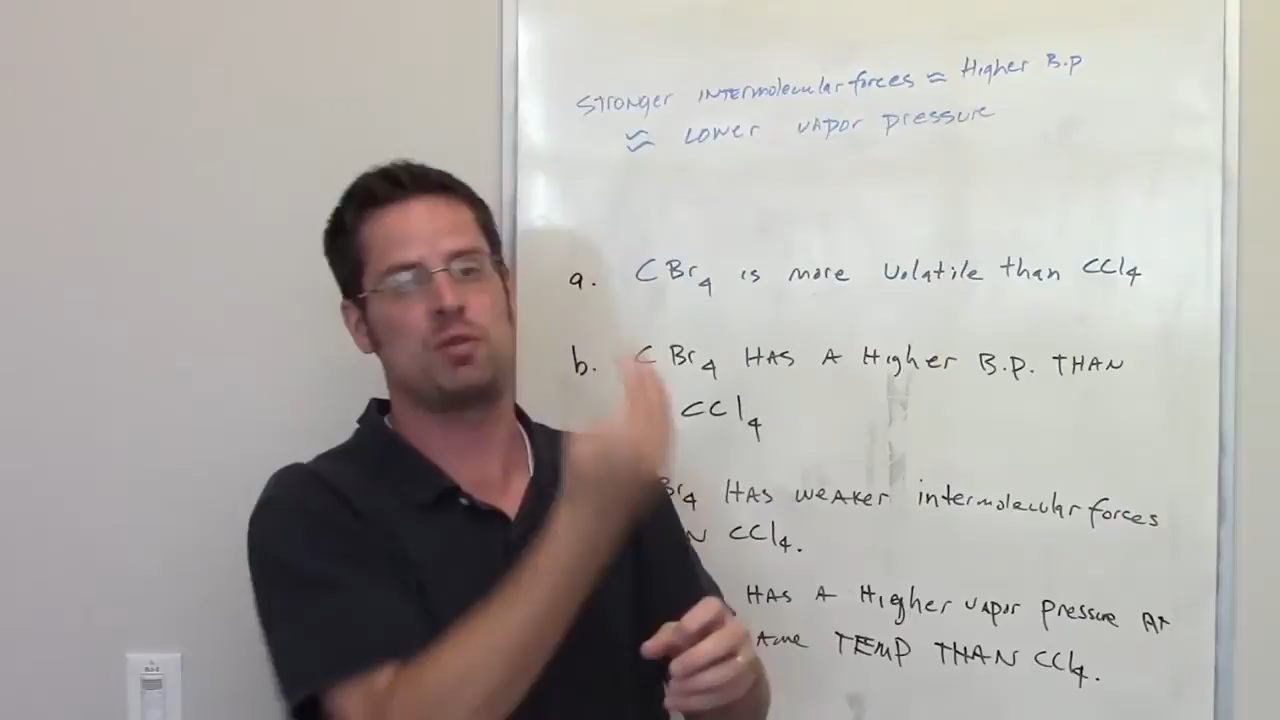 Stronger intermolecular forces ≈ Higher B.P
≈ Lower vapor pressure
a. CBr4 is more volatile than CCl4
b. CBr4 HAS A Higher B.P. THAN
CCl4
Br4 HAS weaker intermolecular forces
N CCl4.
HAS A Higher vapor pressure At
ame TEMP THAN CCl4.